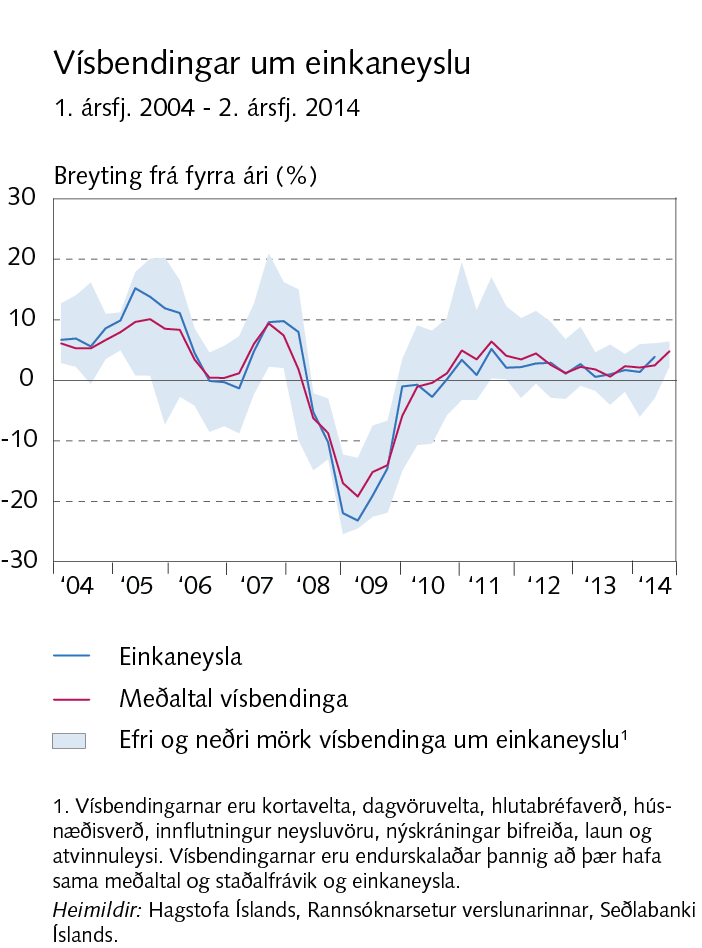 Vísbendingar um einkaneyslu
1. ársfj. 2004 - 2. ársfj. 2014
Breyting frá fyrra ári (%)
30
20
10
0
-10
-20
-30
‘04 ‘05 ‘06 ‘07 ‘08 ‘09 ‘10 ‘11 ‘12 ‘13 ‘14
Einkaneysla
Meðaltal vísbendinga
Efri og neðri mörk vísbendinga um einkaneyslu¹
1. Vísbendingarnar eru kortavelta, dagvöruvelta, hlutabréfaverð, hús-
næðisverð, innflutningur neysluvöru, nýskráningar bifreiða, laun og
atvinnuleysi. Vísbendingarnar eru endurskalaðar þannig að þær hafa
sama meðaltal og staðalfrávik og einkaneysla.
Heimildir: Hagstofa Íslands, Rannsóknarsetur verslunarinnar, Seðlabanki
Íslands.